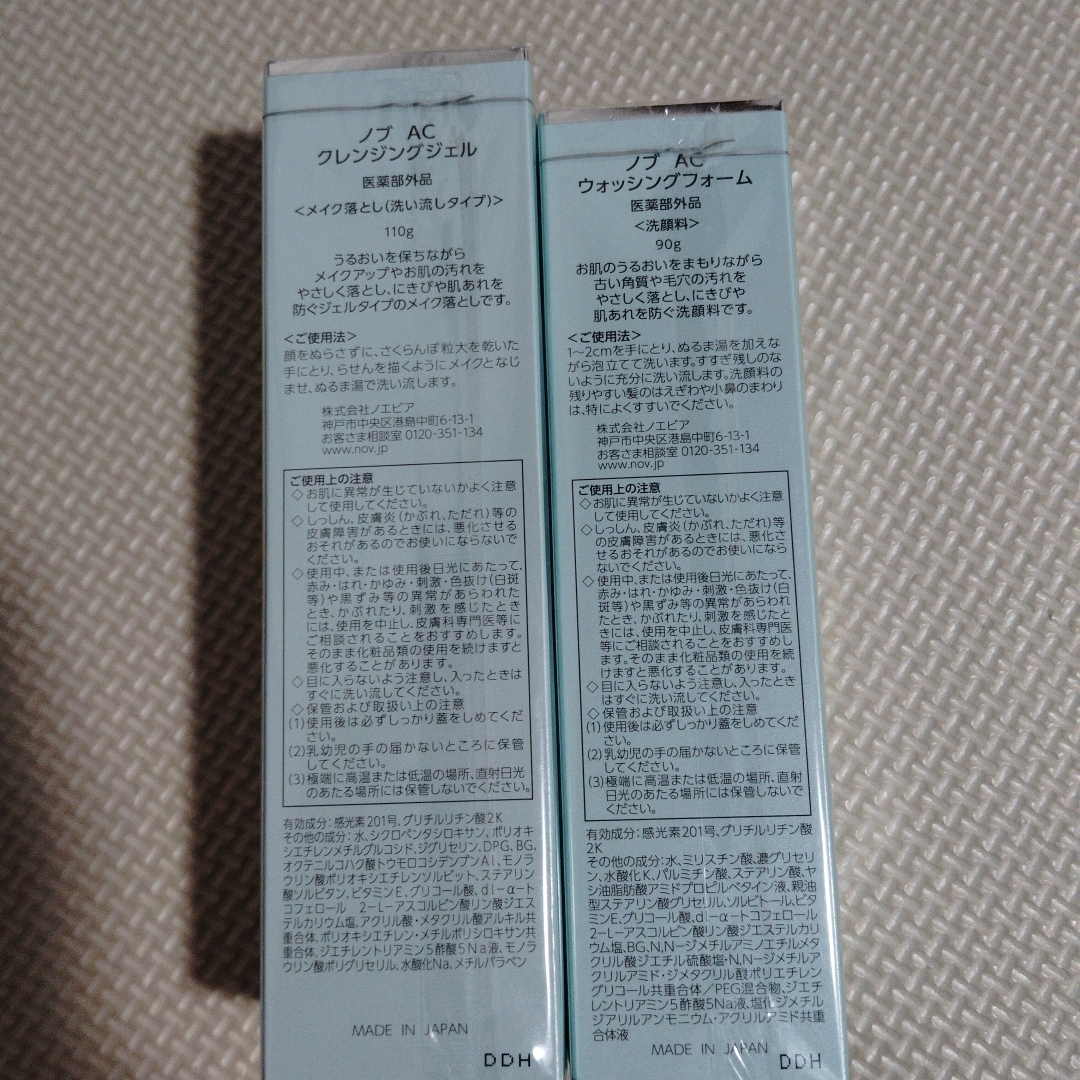 ノブ AC
クレンジングジェル
医薬部外品
＜メイク落とし(洗い流しタイプ)＞
110g
うるおいを保ちながら
メイクアップやお肌の汚れを
やさしく落とし、にきびや肌あれを
防ぐジェルタイプのメイク落としです。
＜ご使用法＞
顔をぬらさずに、さくらんぼ粒大を乾いた
手にとり、らせんを描くようにメイクとなじ
ませ、ぬるま湯で洗い流します。
株式会社ノエビア
神戸市中央区港島中町6-13-1
お客さま相談室 0120-351-134
www.nov.jp
ご使用上の注意
◇お肌に異常が生じていないかよく注意
して使用してください。
◇しっしん、皮膚炎(かぶれ、ただれ)等の
皮膚障害があるときには、悪化させる
おそれがあるのでお使いにならないで
ください。
◇使用中、または使用後日光にあたって、
赤み・はれ・かゆみ・刺激・色抜け(白斑
等)や黒ずみ等の異常があらわれた
とき、かぶれたり、刺激を感じたとき
には、使用を中止し、皮膚科専門医等に
ご相談されることをおすすめします。
そのまま化粧品類の使用を続けますと
悪化することがあります。
◇目に入らないよう注意し、入ったときは
すぐに洗い流してください。
◇保管および取扱い上の注意
(1)使用後は必ずしっかり蓋をしめてくだ
さい。
(2)乳幼児の手の届かないところに保管
してください。
(3)極端に高温または低温の場所、直射日光
のあたる場所には保管しないでください。
有効成分：感光素201号、グリチルリチン酸2K
その他の成分：水、シクロペンタシロキサン、ポリオキ
シエチレンメチルグルコシド、ジグリセリン、DPG、BG、
オクテニルコハク酸トウモロコシデンプンAl、モノラ
ウリン酸ポリオキシエチレンソルビット、ステアリン
酸ソルビタン、ビタミンE、グリコール酸、dl-α-ト
コフェロール 2-L-アスコルビン酸リン酸ジエス
テルカリウム塩、アクリル酸・メタクリル酸アルキル共
重合体、ポリオキシエチレン・メチルポリシロキサン共
重合体、ジエチレントリアミン5酢酸5Na液、モノラ
ウリン酸ポリグリセリル、水酸化Na、メチルパラベン
MADE IN JAPAN
DDH
ノブ AC
ウォッシングフォーム
医薬部外品
＜洗顔料＞
90g
お肌のうるおいをまもりながら
古い角質や毛穴の汚れを
やさしく落とし、にきびや
肌あれを防ぐ洗顔料です。
＜ご使用法＞
1～2cmを手にとり、ぬるま湯を加えな
がら泡立てて洗います。すすぎ残しのな
いように充分に洗い流します。洗顔料の
残りやすい髪のはえぎわや小鼻のまわり
は、特によくすすいでください。
株式会社ノエビア
神戸市中央区港島中町6-13-1
お客さま相談室 0120-351-134
www.nov.jp
ご使用上の注意
◇お肌に異常が生じていないかよく注意
して使用してください。
◇しっしん、皮膚炎(かぶれ、ただれ)等
の皮膚障害があるときには、悪化さ
せるおそれがあるのでお使いになら
ないでください。
◇使用中、または使用後日光にあたって、
赤み・はれ・かゆみ・刺激・色抜け(白
斑等)や黒ずみ等の異常があらわれ
たとき、かぶれたり、刺激を感じたと
きには、使用を中止し、皮膚科専門医
等にご相談されることをおすすめし
ます。そのまま化粧品類の使用を続
けますと悪化することがあります。
◇目に入らないよう注意し、入ったとき
はすぐに洗い流してください。
◇保管および取扱い上の注意
(1)使用後は必ずしっかり蓋をしめてくだ
さい。
(2)乳幼児の手の届かないところに保管
してください。
(3)極端に高温または低温の場所、直射
日光のあたる場所には保管しないで
ください。
有効成分：感光素201号、グリチルリチン酸
2K
その他の成分：水、ミリスチン酸、濃グリセリ
ン、水酸化K、パルミチン酸、ステアリン酸、ヤ
シ油脂肪酸アミドプロピルベタイン液、親油
型ステアリン酸グリセリル、ソルビトール、ビタ
ミンE、グリコール酸、dl-α-トコフェロール
2-L-アスコルビン酸リン酸ジエステルカリ
ウム塩、BG、N,N-ジメチルアミノエチルメタ
クリル酸ジエチル硫酸塩・N,N-ジメチルア
クリルアミド・ジメタクリル酸ポリエチレン
グリコール共重合体／PEG混合物、ジエチ
レントリアミン5酢酸5Na液、塩化ジメチル
ジアリルアンモニウム・アクリルアミド共重
合体液
MADE IN JAPAN
DDH